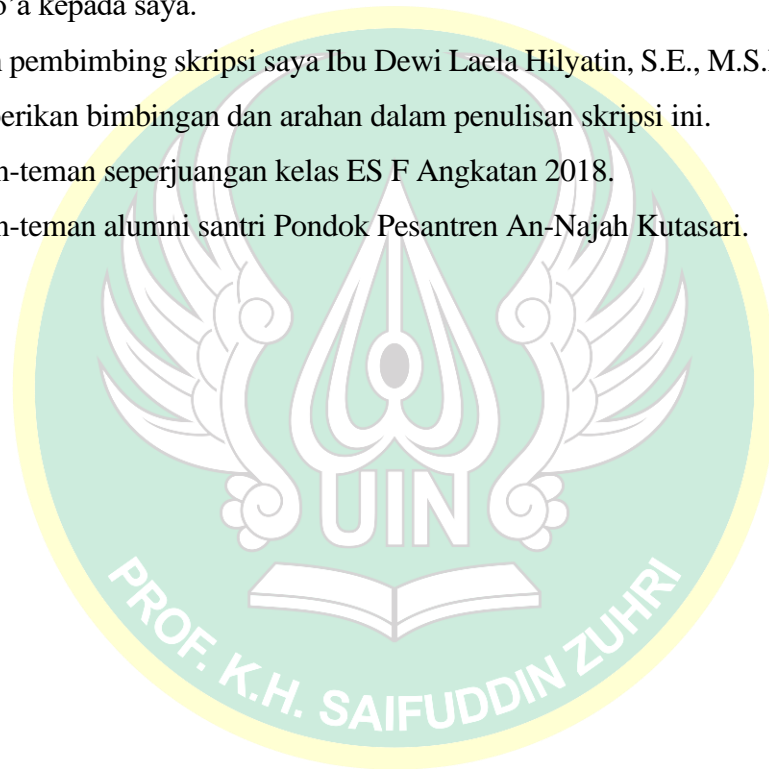 o'a kepada saya.
pembimbing skripsi saya Ibu Dewi Laela Hilyatin, S.E., M.S.
erikan bimbingan dan arahan dalam penulisan skripsi ini.
n-teman seperjuangan kelas ES F Angkatan 2018.
n-teman alumni santri Pondok Pesantren An-Najah Kutasari.
UIN
PROF. K.H. SAIFUDDIN ZUHRI